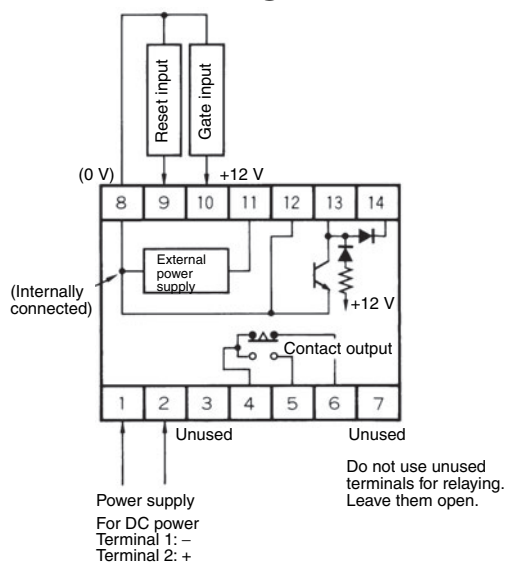 Reset input
Gate input
(0 V)
+12 V
8 9 10 11 12 13 14
External
power
supply
(Internally
connected)
+12 V
Contact output
1 2 3 4 5 6 7
Unused
Unused
Do not use unused
terminals for relaying.
Leave them open.
Power supply
For DC power
Terminal 1: –
Terminal 2: +